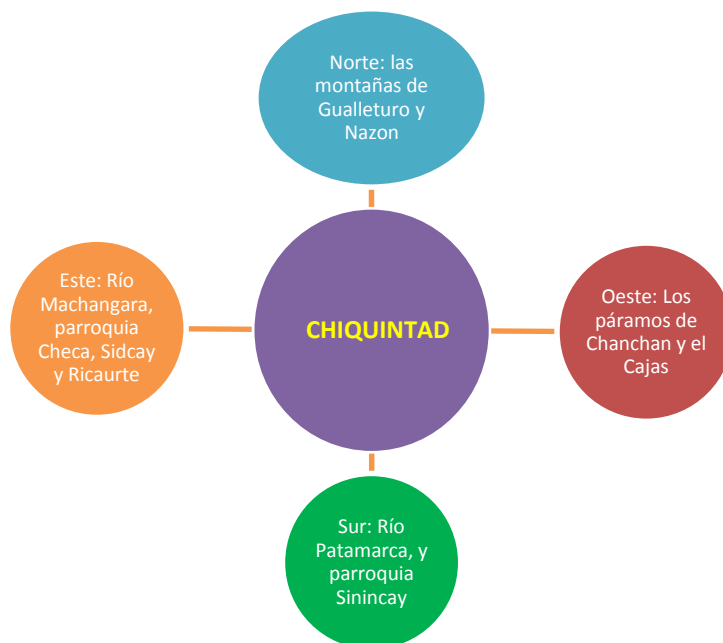 Norte: las
montañas de
Gualleturo y
Nazon
Este: Río
Machangara,
parroquia
Checa, Sidcay
y Ricaurte
CHIQUINTAD
Oeste: Los
páramos de
Chanchan y el
Cajas
Sur: Río
Patamarca, y
parroquia
Sinincay